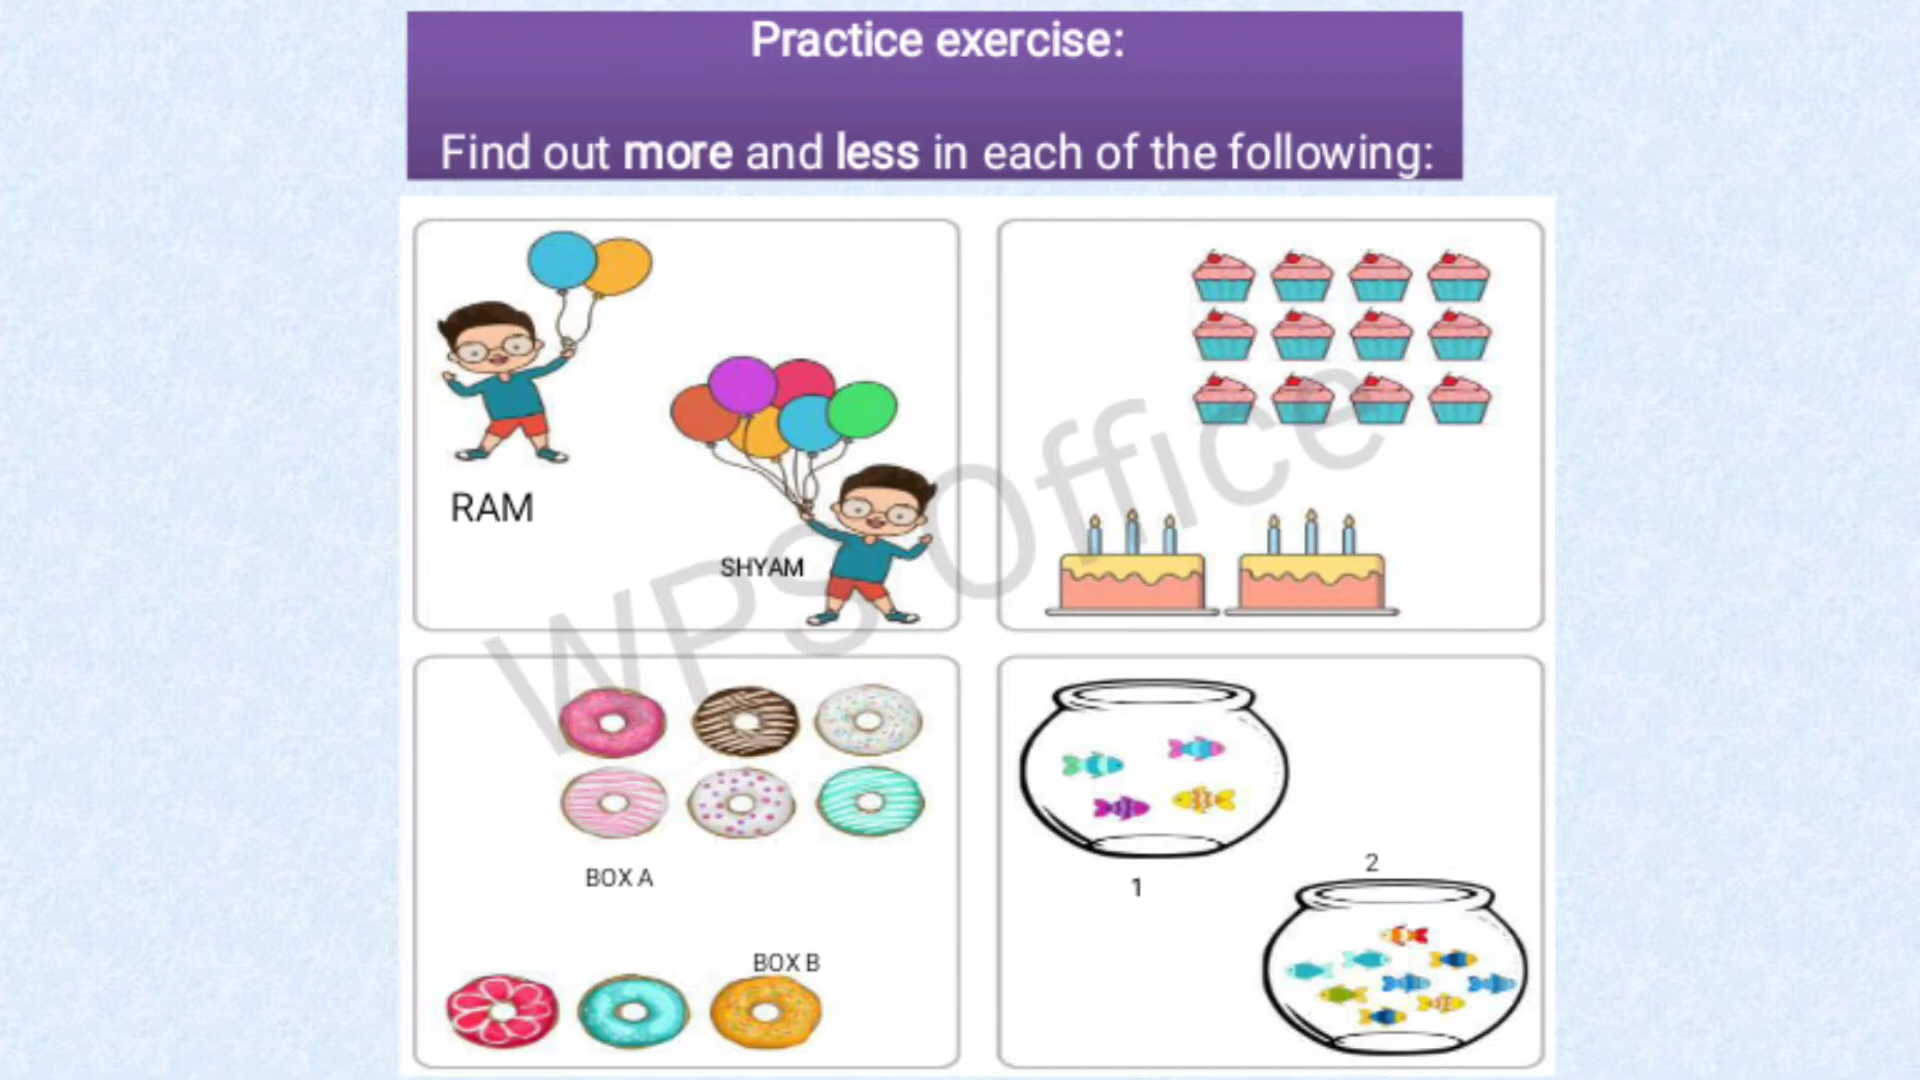 Practice exercise:
Find out more and less in each of the following:
RAM
SHYAM
WPS Office
BOX A
BOX B
1
2